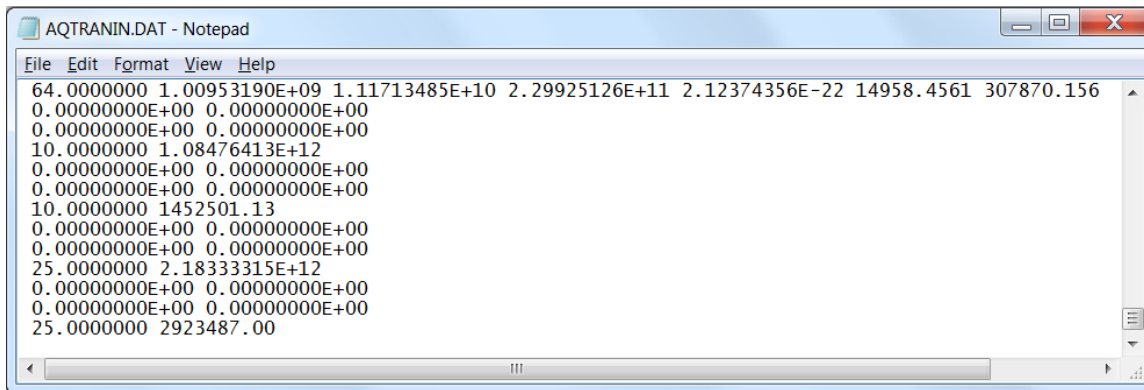 AQTRANIN.DAT - Notepad
File Edit Format View Help
64.0000000 1.00953190E+09 1.11713485E+10 2.29925126E+11 2.12374356E-22 14958.4561 307870.156
0.00000000E+00 0.00000000E+00
0.00000000E+00 0.00000000E+00
10.0000000 1.08476413E+12
0.00000000E+00 0.00000000E+00
0.00000000E+00 0.00000000E+00
10.0000000 1452501.13
0.00000000E+00 0.00000000E+00
0.00000000E+00 0.00000000E+00
25.0000000 2.18333315E+12
0.00000000E+00 0.00000000E+00
0.00000000E+00 0.00000000E+00
25.0000000 2923487.00